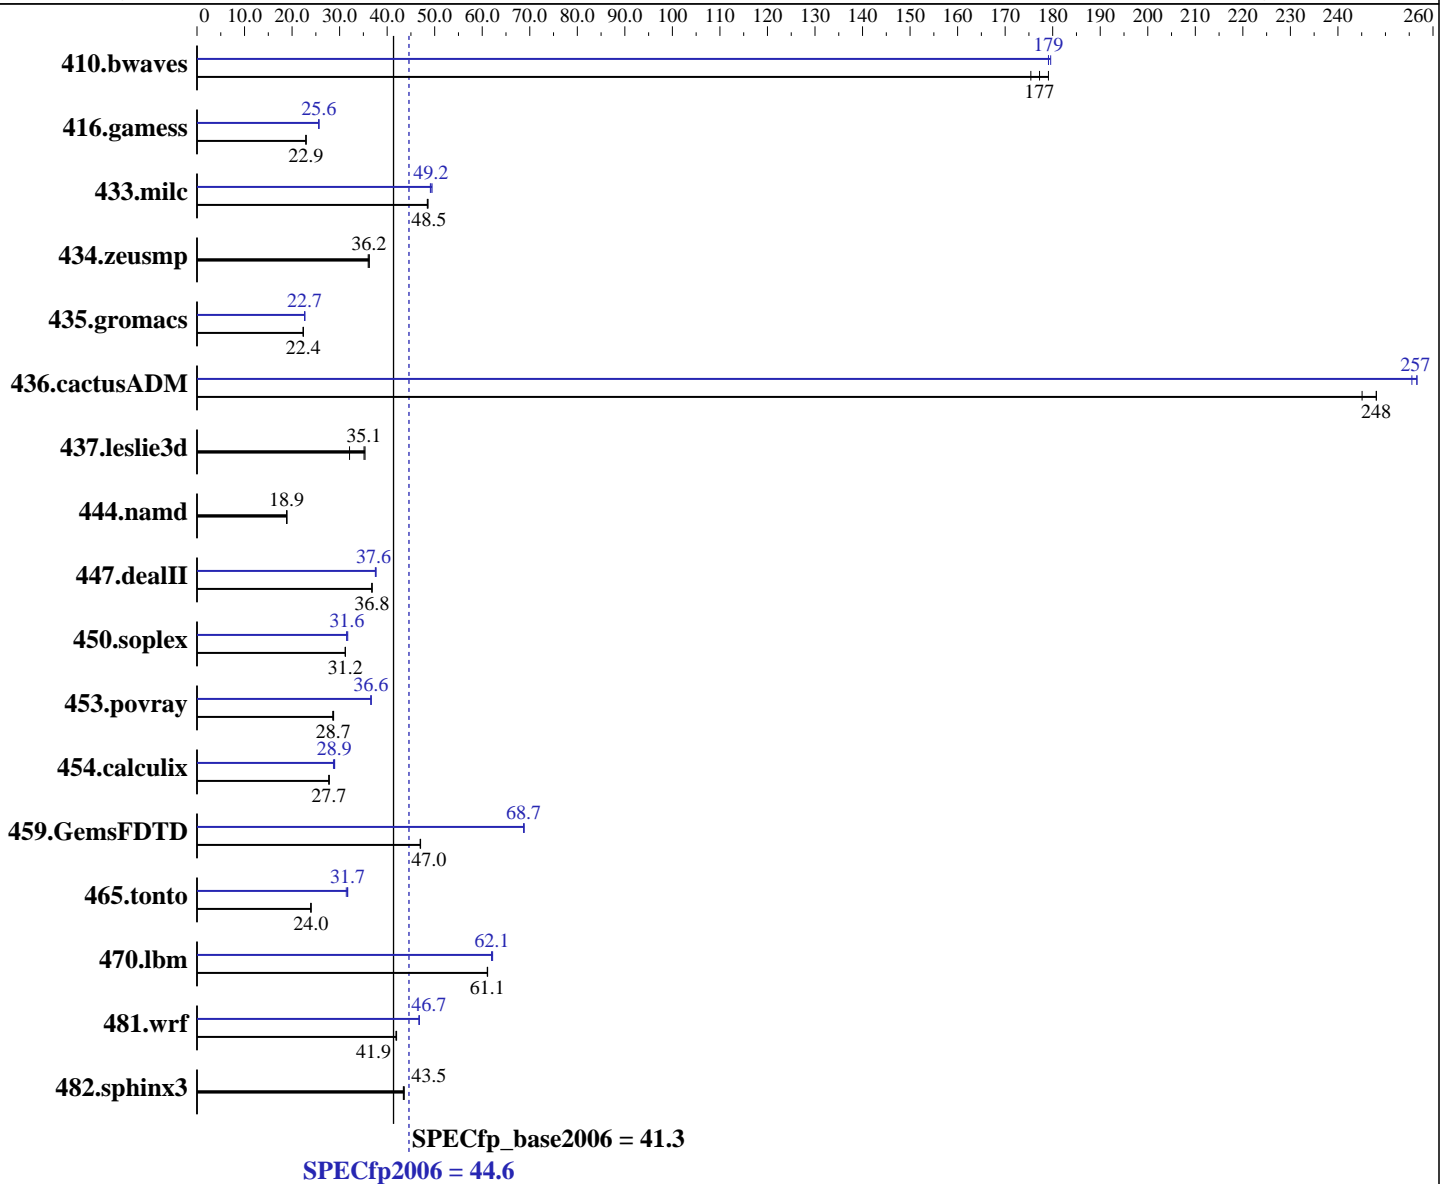 0 10.0 20.0 30.0 40.0 50.0 60.0 70.0 80.0 90.0 100 110 120 130 140 150 160 170 180 190 200 210 220 230 240 260
179
410.bwaves
177
25.6
416.gamess
22.9
49.2
433.milc
48.5
36.2
434.zeusmp
22.7
435.gromacs
22.4
257
436.cactusADM
248
35.1
437.leslie3d
18.9
444.namd
37.6
447.dealII
36.8
31.6
450.soplex
31.2
36.6
453.povray
28.7
28.9
454.calculix
27.7
68.7
459.GemsFDTD
47.0
31.7
465.tonto
24.0
62.1
470.lbm
61.1
46.7
481.wrf
41.9
43.5
482.sphinx3
SPECfp_base2006 = 41.3
SPECfp2006 = 44.6